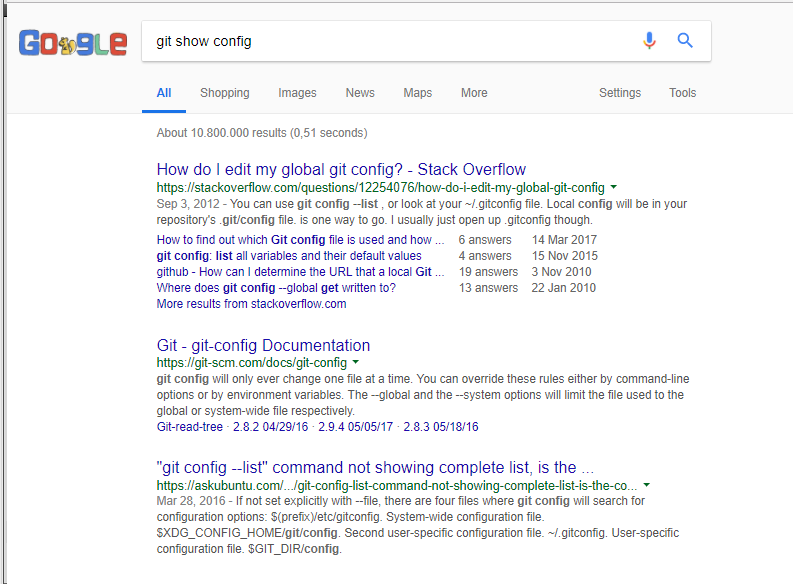 Google
git show config
All Shopping Images News Maps More Settings Tools
About 10.800.000 results (0,51 seconds)
How do I edit my global git config? - Stack Overflow
https://stackoverflow.com/questions/12254076/how-do-i-edit-my-global-git-config
Sep 3, 2012 - You can use git config --list , or look at your ~/.gitconfig file. Local config will be in your
repository's .git/config file. is one way to go. I usually just open up .gitconfig though.
How to find out which Git config file is used and how ... 6 answers 14 Mar 2017
git config: list all variables and their default values 4 answers 15 Nov 2015
github - How can I determine the URL that a local Git ... 19 answers 3 Nov 2010
Where does git config --global get written to? 13 answers 22 Jan 2010
More results from stackoverflow.com
Git - git-config Documentation
https://git-scm.com/docs/git-config
git config will only ever change one file at a time. You can override these rules either by command-line
options or by environment variables. The --global and the --system options will limit the file used to the
global or system-wide file respectively.
Git-read-tree · 2.8.2 04/29/16 · 2.9.4 05/05/17 · 2.8.3 05/18/16
"git config --list" command not showing complete list, is the ...
https://askubuntu.com/.../git-config-list-command-not-showing-complete-list-is-the-co...
Mar 28, 2016 - If not set explicitly with --file, there are four files where git config will search for
configuration options: $(prefix)/etc/gitconfig. System-wide configuration file.
$XDG_CONFIG_HOME/git/config. Second user-specific configuration file. ~/.gitconfig. User-specific
configuration file. $GIT_DIR/config.